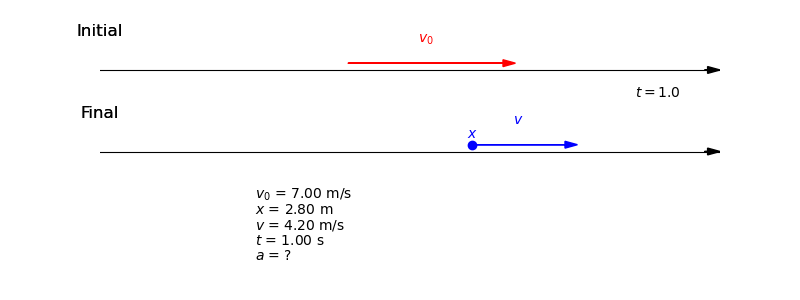 Initial
v₀
t = 1.0
Final
v
x
v₀ = 7.00 m/s
x = 2.80 m
v = 4.20 m/s
t = 1.00 s
a = ?